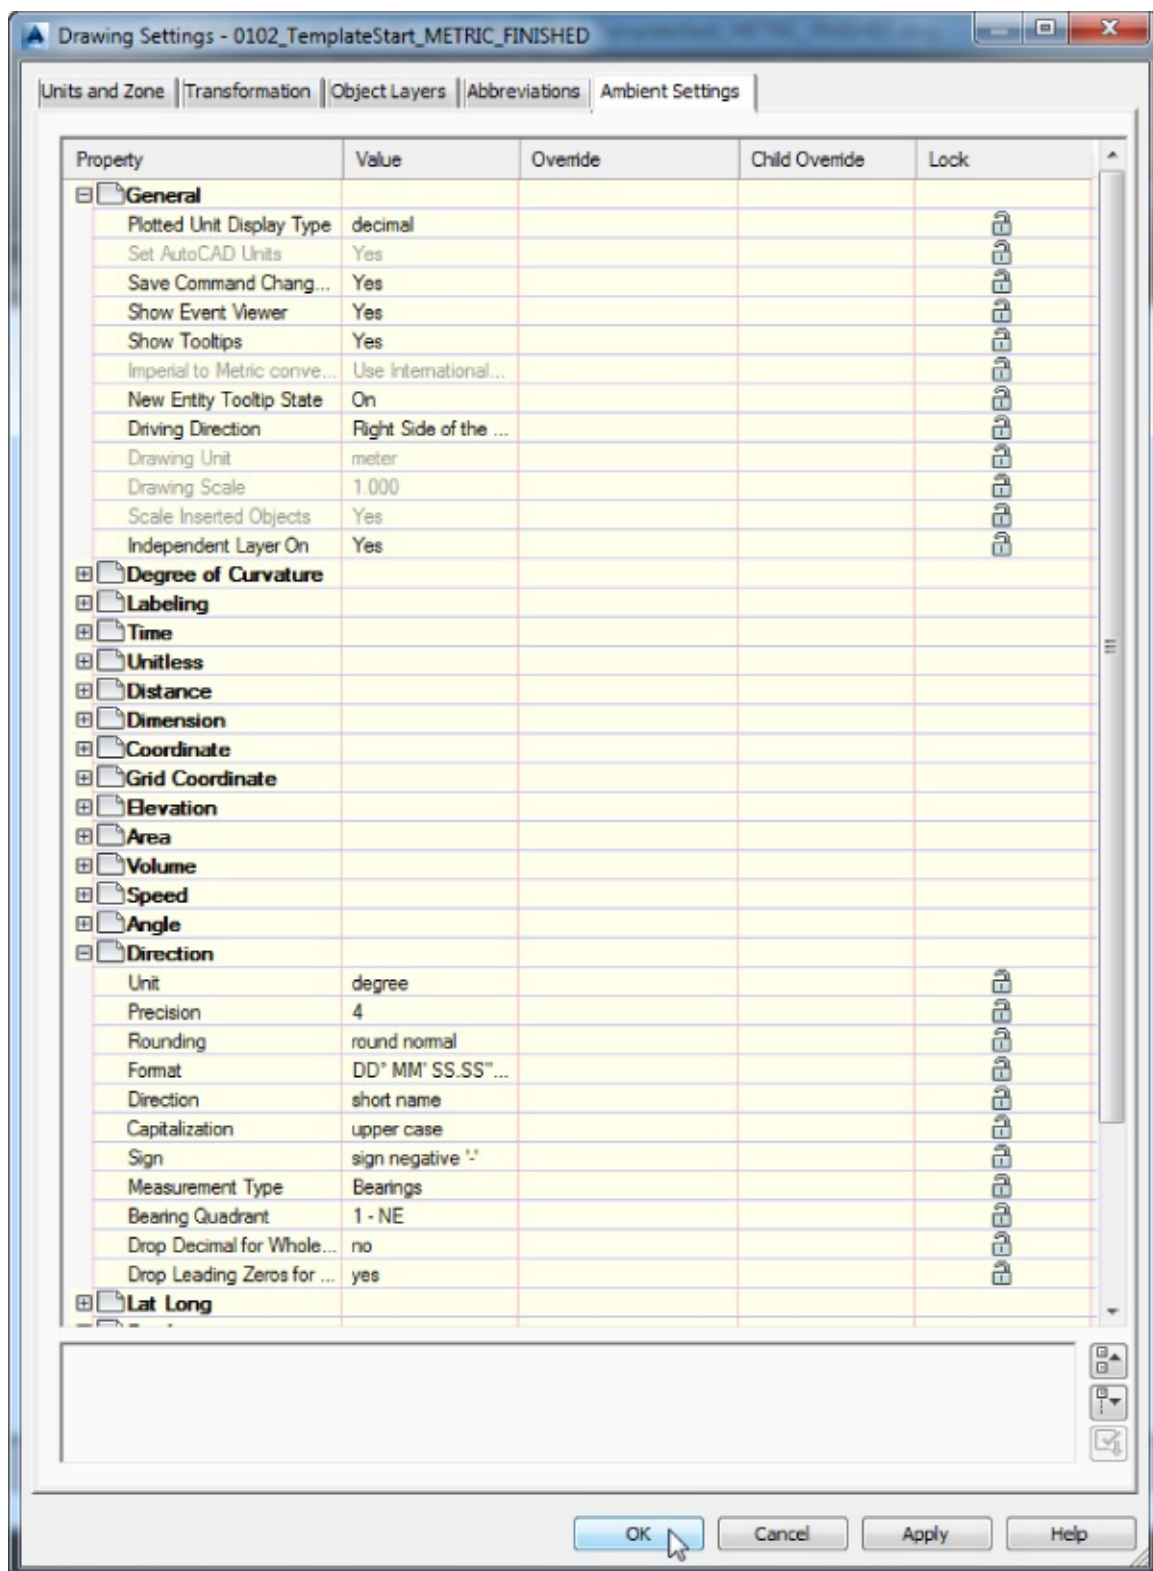 Drawing Settings - 0102_TemplateStart_METRIC_FINISHED
Units and Zone Transformation Object Layers Abbreviations Ambient Settings
Property Value Override Child Override Lock
General
Plotted Unit Display Type decimal
Set AutoCAD Units Yes
Save Command Chang... Yes
Show Event Viewer Yes
Show Tooltips Yes
Imperial to Metric conve... Use International...
New Entity Tooltip State On
Driving Direction Right Side of the ...
Drawing Unit meter
Drawing Scale 1.000
Scale Inserted Objects Yes
Independent Layer On Yes
Degree of Curvature
Labeling
Time
Unitless
Distance
Dimension
Coordinate
Grid Coordinate
Elevation
Area
Volume
Speed
Angle
Direction
Unit degree
Precision 4
Rounding round normal
Format DD° MM' SS.SS"...
Direction short name
Capitalization upper case
Sign sign negative '-'
Measurement Type Bearings
Bearing Quadrant 1 - NE
Drop Decimal for Whole... no
Drop Leading Zeros for ... yes
Lat Long
OK Cancel Apply Help